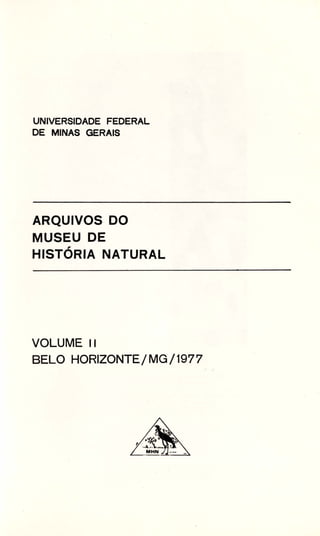 UNIVERSIDADE FEDERAL
DE MINAS GERAIS
ARQUIVOS DO
MUSEU DE
HISTÓRIA NATURAL
VOLUME II
BELO HORIZONTE/MG/1977
MHN